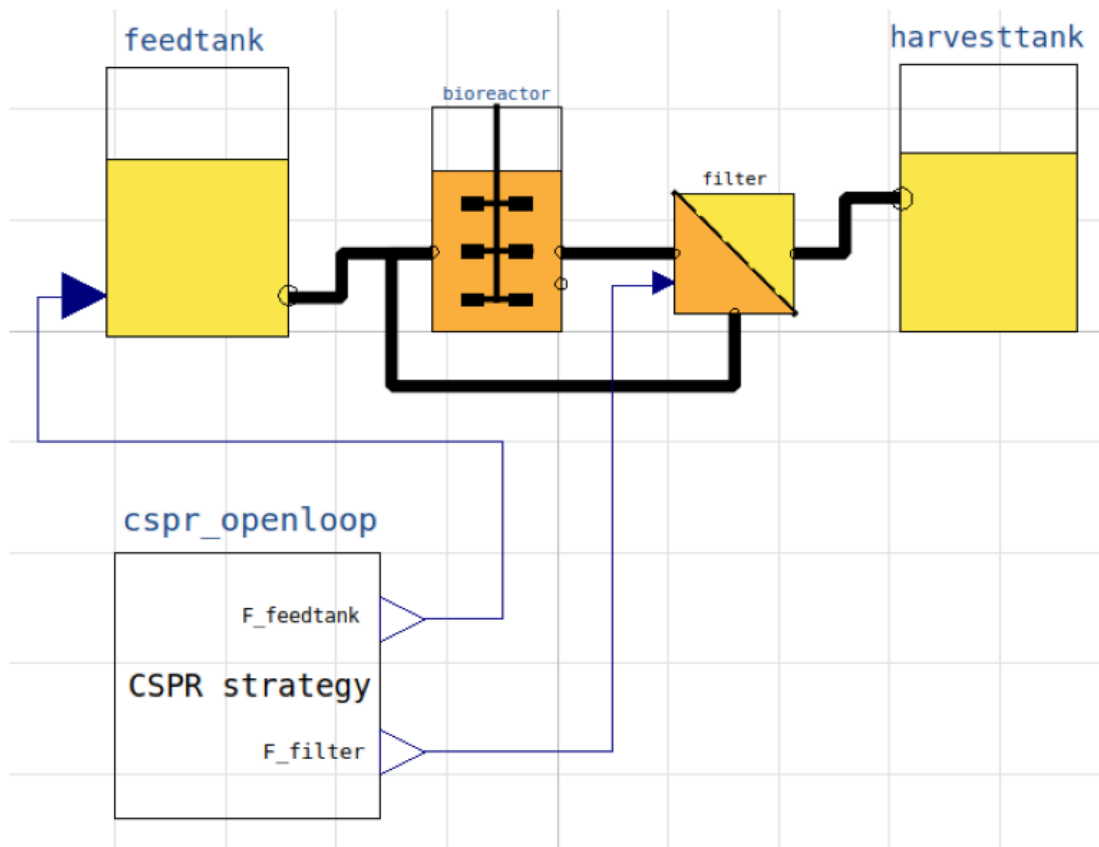 feedtank
harvesttank
bioreactor
filter
cspr_openloop
F_feedtank
CSPR strategy
F_filter